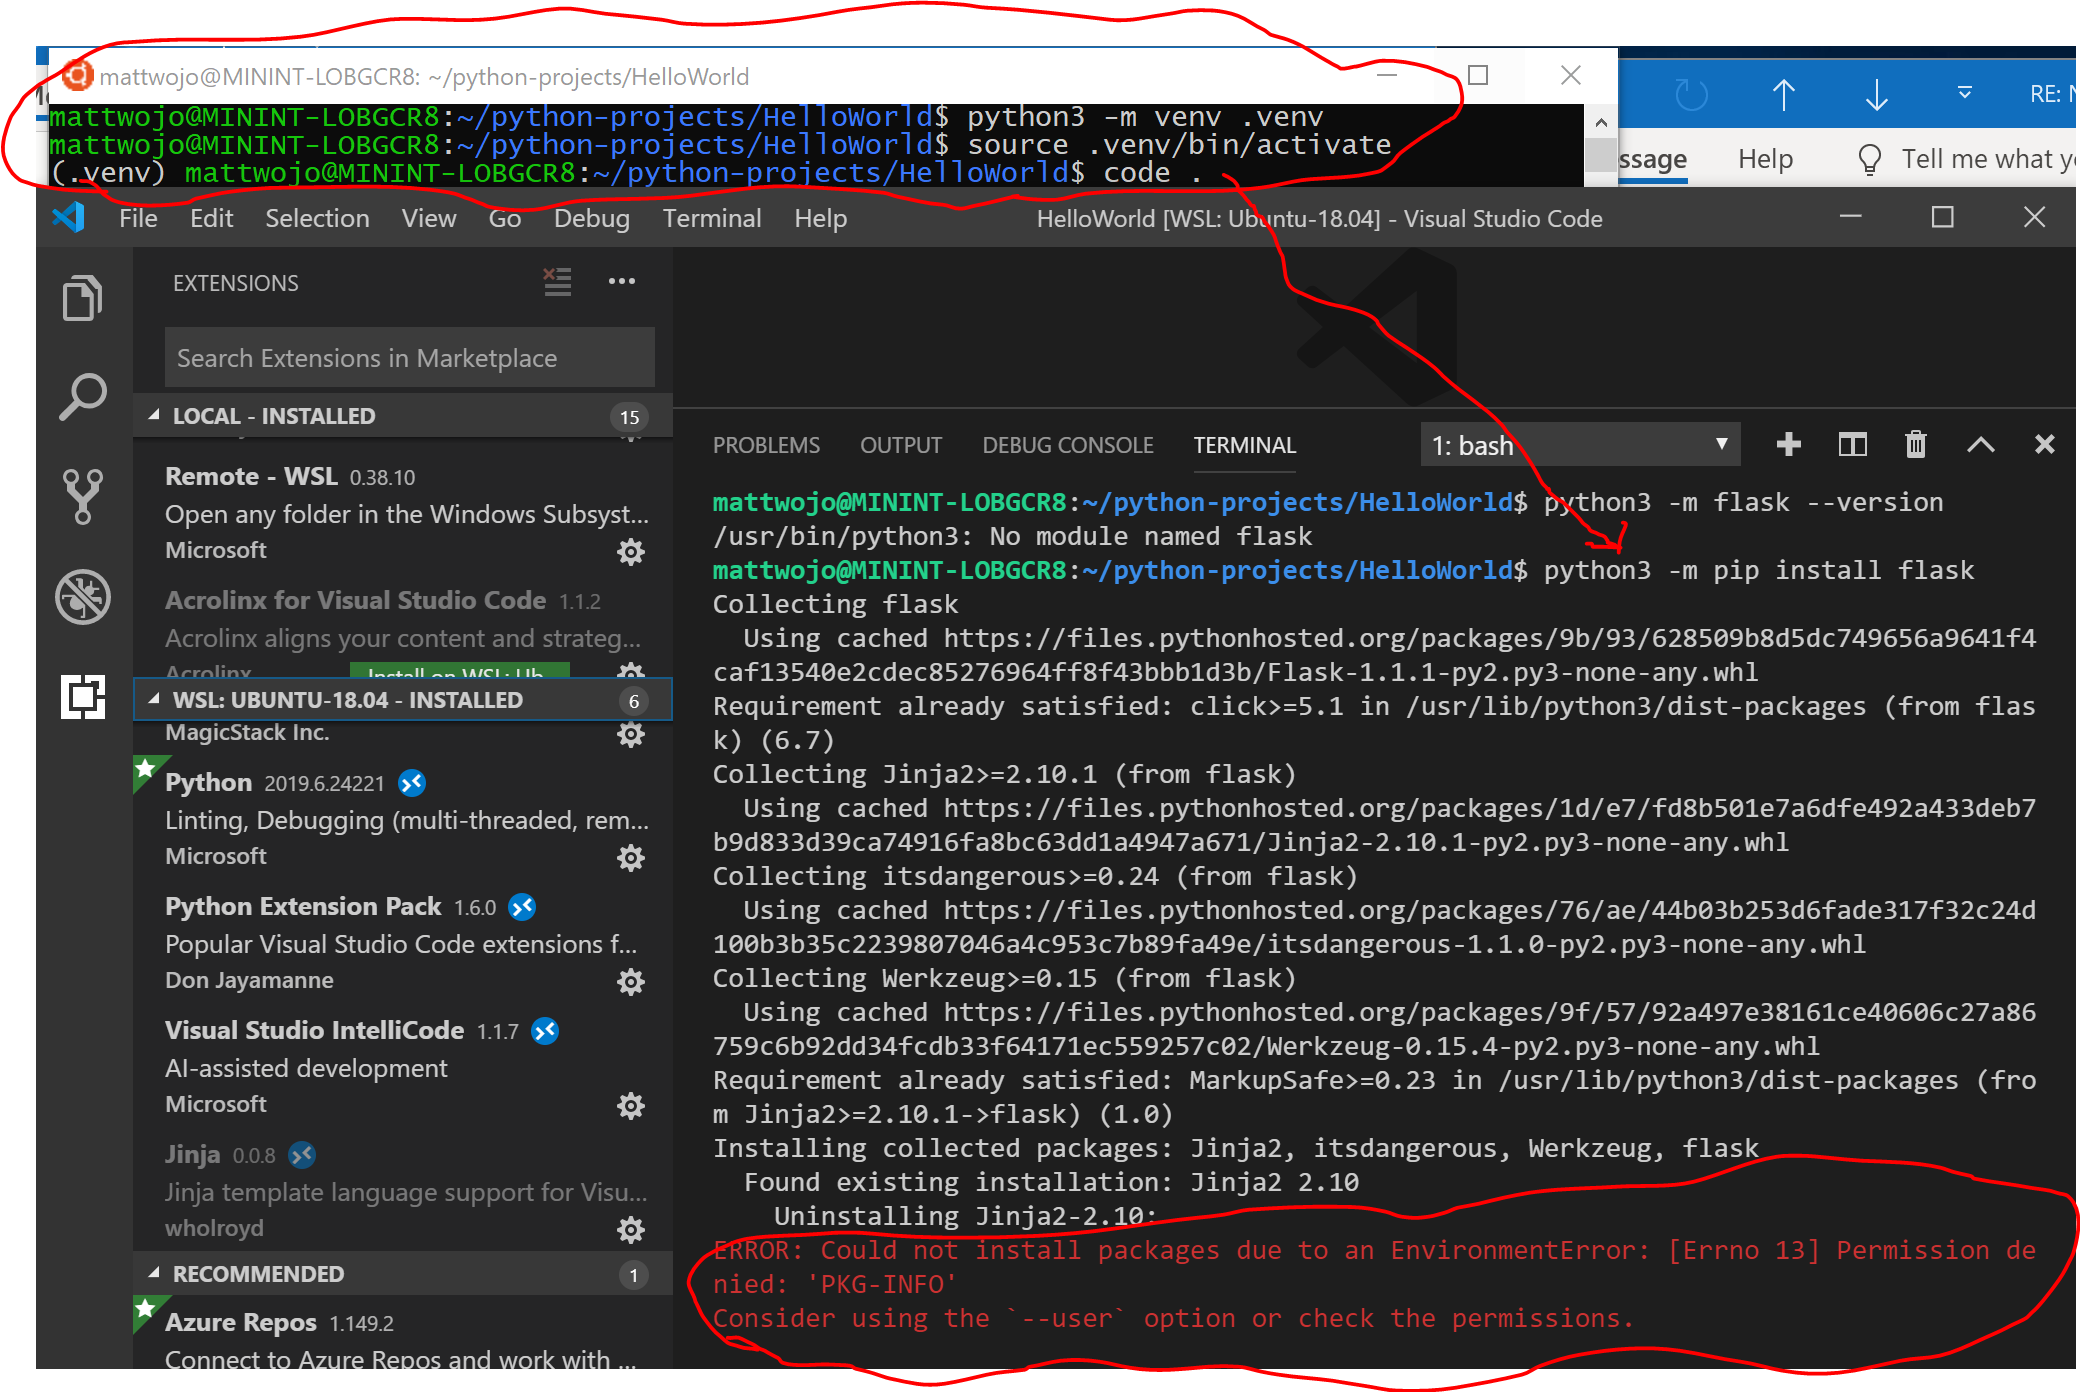 mattwojo@MININT-LOBGCR8: ~/python-projects/HelloWorld
mattwojo@MININT-LOBGCR8:~/python-projects/HelloWorld$ python3 -m venv .venv
mattwojo@MININT-LOBGCR8:~/python-projects/HelloWorld$ source .venv/bin/activate
(.venv) mattwojo@MININT-LOBGCR8:~/python-projects/HelloWorld$ code .
RE:
ssage Help Tell me what
File Edit Selection View Go Debug Terminal Help HelloWorld [WSL: Ubuntu-18.04] - Visual Studio Code
EXTENSIONS
Search Extensions in Marketplace
LOCAL - INSTALLED 15
Remote - WSL 0.38.10
Open any folder in the Windows Subsyst...
Microsoft
Acrolinx for Visual Studio Code 1.1.2
Acrolinx aligns your content and strateg...
Acrolinx Install on WSL: Ub
WSL: UBUNTU-18.04 - INSTALLED 6
MagicStack Inc.
Python 2019.6.24221
Linting, Debugging (multi-threaded, rem...
Microsoft
Python Extension Pack 1.6.0
Popular Visual Studio Code extensions f...
Don Jayamanne
Visual Studio IntelliCode 1.1.7
AI-assisted development
Microsoft
Jinja 0.0.8
Jinja template language support for Visu...
wholroyd
RECOMMENDED 1
Azure Repos 1.149.2
Connect to Azure Repos and work with ...
PROBLEMS OUTPUT DEBUG CONSOLE TERMINAL 1: bash
mattwojo@MININT-LOBGCR8:~/python-projects/HelloWorld$ python3 -m flask --version
/usr/bin/python3: No module named flask
mattwojo@MININT-LOBGCR8:~/python-projects/HelloWorld$ python3 -m pip install flask
Collecting flask
Using cached https://files.pythonhosted.org/packages/9b/93/628509b8d5dc749656a9641f4
caf13540e2cdec85276964ff8f43bbb1d3b/Flask-1.1.1-py2.py3-none-any.whl
Requirement already satisfied: click>=5.1 in /usr/lib/python3/dist-packages (from flas
k) (6.7)
Collecting Jinja2>=2.10.1 (from flask)
Using cached https://files.pythonhosted.org/packages/1d/e7/fd8b501e7a6dfe492a433deb7
b9d833d39ca74916fa8bc63dd1a4947a671/Jinja2-2.10.1-py2.py3-none-any.whl
Collecting itsdangerous>=0.24 (from flask)
Using cached https://files.pythonhosted.org/packages/76/ae/44b03b253d6fade317f32c24d
100b3b35c2239807046a4c953c7b89fa49e/itsdangerous-1.1.0-py2.py3-none-any.whl
Collecting Werkzeug>=0.15 (from flask)
Using cached https://files.pythonhosted.org/packages/9f/57/92a497e38161ce40606c27a86
759c6b92dd34fcdb33f64171ec559257c02/Werkzeug-0.15.4-py2.py3-none-any.whl
Requirement already satisfied: MarkupSafe>=0.23 in /usr/lib/python3/dist-packages (fro
m Jinja2>=2.10.1->flask) (1.0)
Installing collected packages: Jinja2, itsdangerous, Werkzeug, flask
Found existing installation: Jinja2 2.10
Uninstalling Jinja2-2.10:
ERROR: Could not install packages due to an EnvironmentError: [Errno 13] Permission de
nied: 'PKG-INFO'
Consider using the `--user` option or check the permissions.